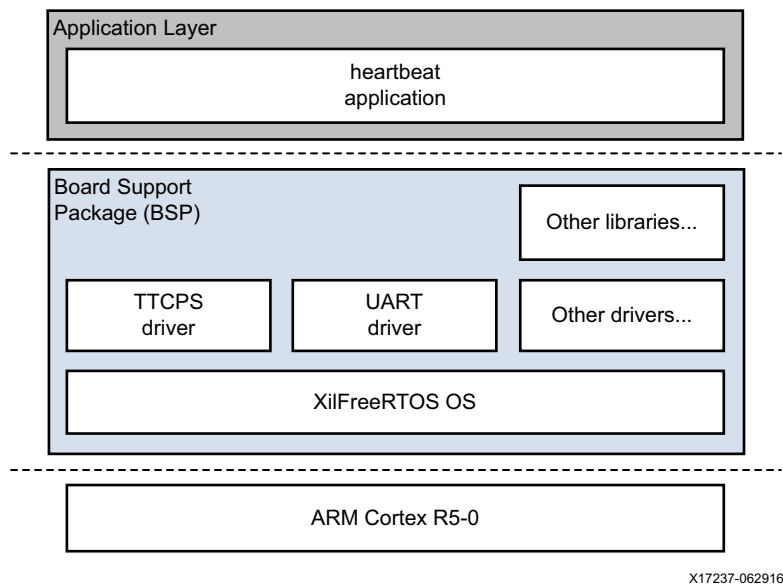 Application Layer
heartbeat
application
Board Support
Package (BSP)
Other libraries...
TTCPS
driver
UART
driver
Other drivers...
XilFreeRTOS OS
ARM Cortex R5-0
X17237-062916